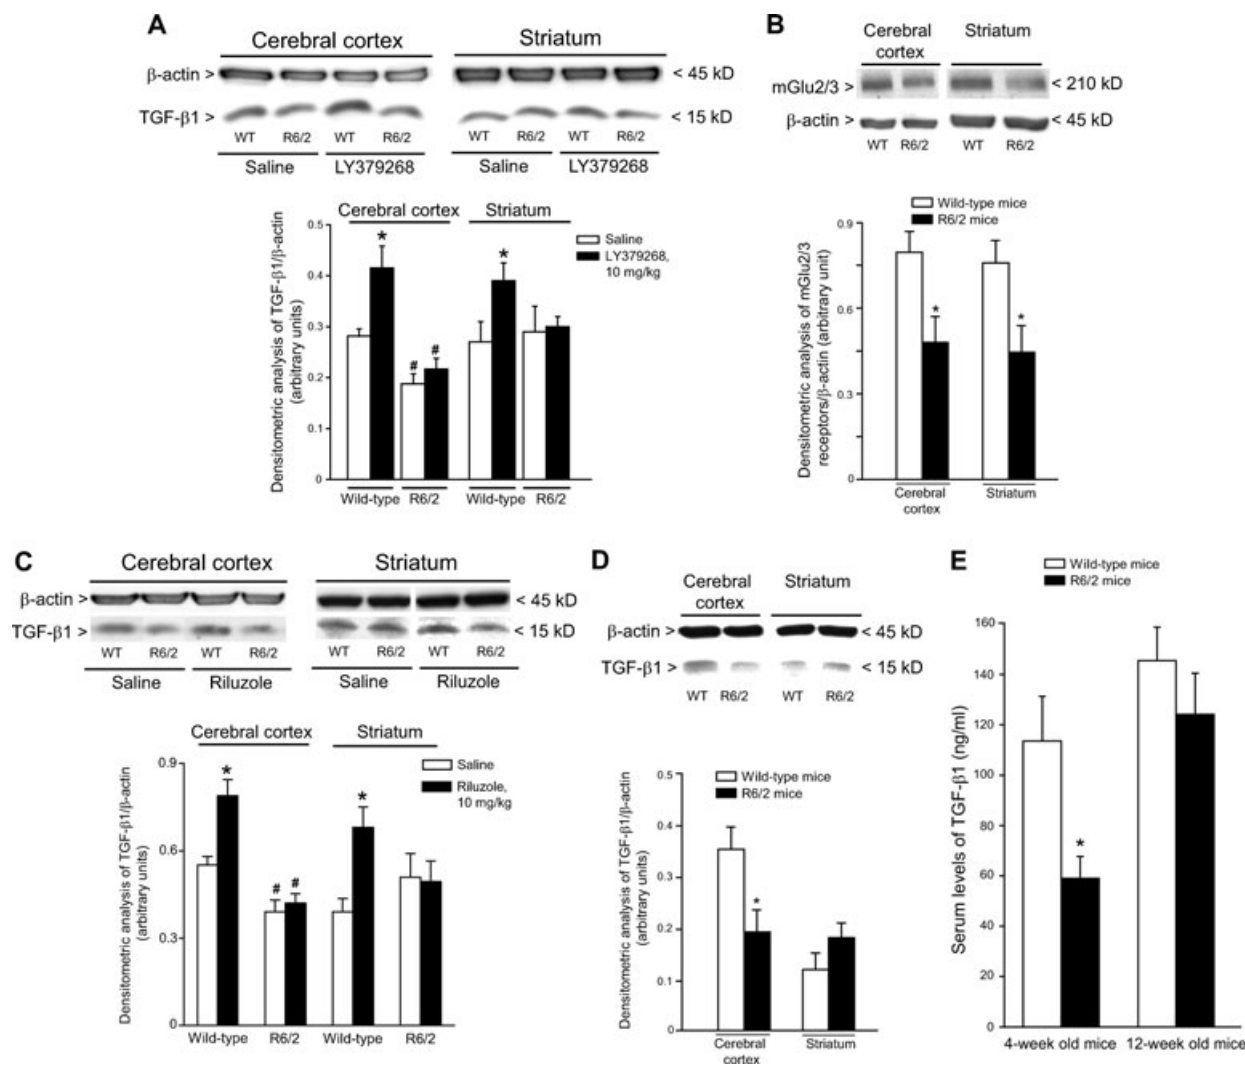 A
Cerebral cortex
Striatum
β-actin >
< 45 kD
TGF-β1 >
< 15 kD
WT R6/2 WT R6/2 WT R6/2 WT R6/2
Saline LY379268 Saline LY379268
Cerebral cortex Striatum
Densitometric analysis of TGF-β1/β-actin
(arbitrary units)
0.5
0.4
0.3
0.2
0.1
0
* # # *
Saline
LY379268,
10 mg/kg
Wild-type R6/2 Wild-type R6/2
B
Cerebral
cortex
Striatum
mGlu2/3 >
< 210 kD
β-actin >
< 45 kD
WT R6/2 WT R6/2
Wild-type mice
R6/2 mice
Densitometric analysis of mGlu2/3
receptors/β-actin (arbitrary unit)
0.9
0.6
0.3
0
* *
Cerebral
cortex
Striatum
C
Cerebral cortex
Striatum
β-actin >
< 45 kD
TGF-β1 >
< 15 kD
WT R6/2 WT R6/2 WT R6/2 WT R6/2
Saline Riluzole Saline Riluzole
Cerebral cortex Striatum
Densitometric analysis of TGF-β1/β-actin
(arbitrary units)
0.9
0.6
0.3
0
* # # *
Saline
Riluzole,
10 mg/kg
Wild-type R6/2 Wild-type R6/2
D
Cerebral
cortex
Striatum
β-actin >
< 45 kD
TGF-β1 >
< 15 kD
WT R6/2 WT R6/2
Wild-type mice
R6/2 mice
Densitometric analysis of TGF-β1/β-actin
(arbitrary units)
0.5
0.4
0.3
0.2
0.1
0
*
Cerebral
cortex
Striatum
E
Wild-type mice
R6/2 mice
Serum levels of TGF-β1 (ng/ml)
160
140
120
100
80
60
40
20
0
*
4-week old mice 12-week old mice